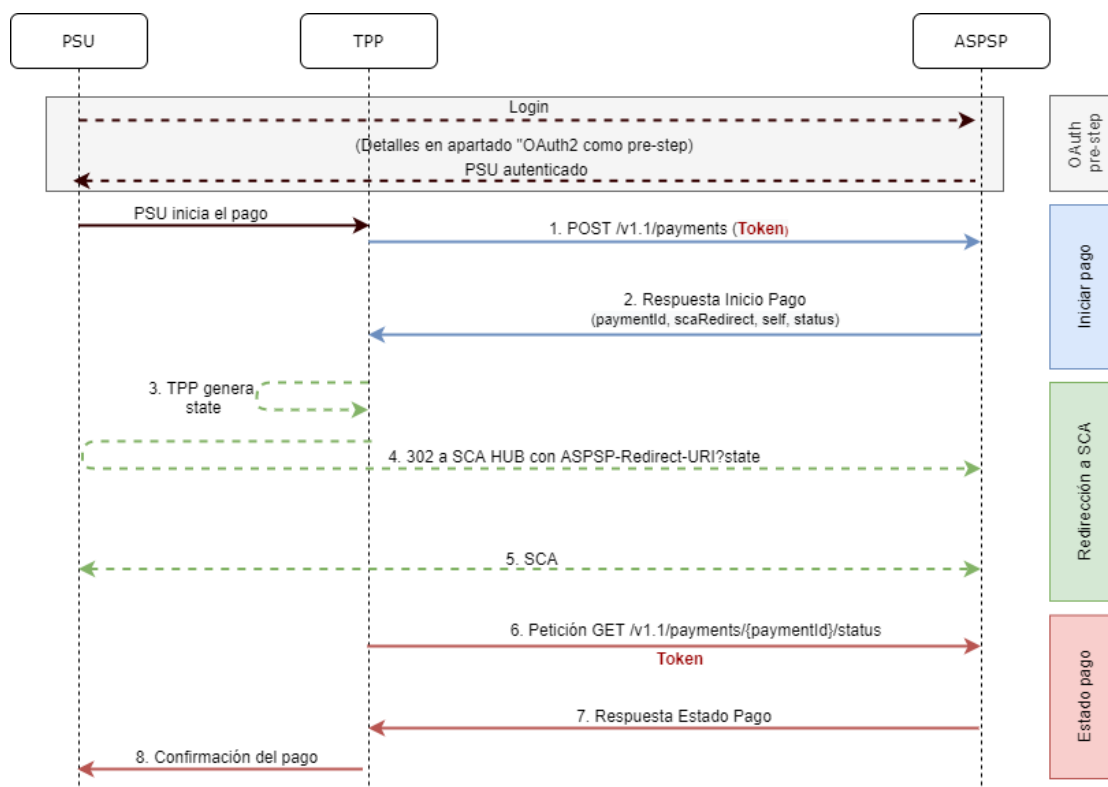 PSU
TPP
ASPSP
Login
(Detalles en apartado "OAuth2 como pre-step)
PSU autenticado
OAuth
pre-step
PSU inicia el pago
1. POST /v1.1/payments (Token)
2. Respuesta Inicio Pago
(paymentId, scaRedirect, self, status)
Iniciar pago
3. TPP genera
state
4. 302 a SCA HUB con ASPSP-Redirect-URI?state
5. SCA
Redirección a SCA
6. Petición GET /v1.1/payments/{paymentId}/status
Token
7. Respuesta Estado Pago
8. Confirmación del pago
Estado pago